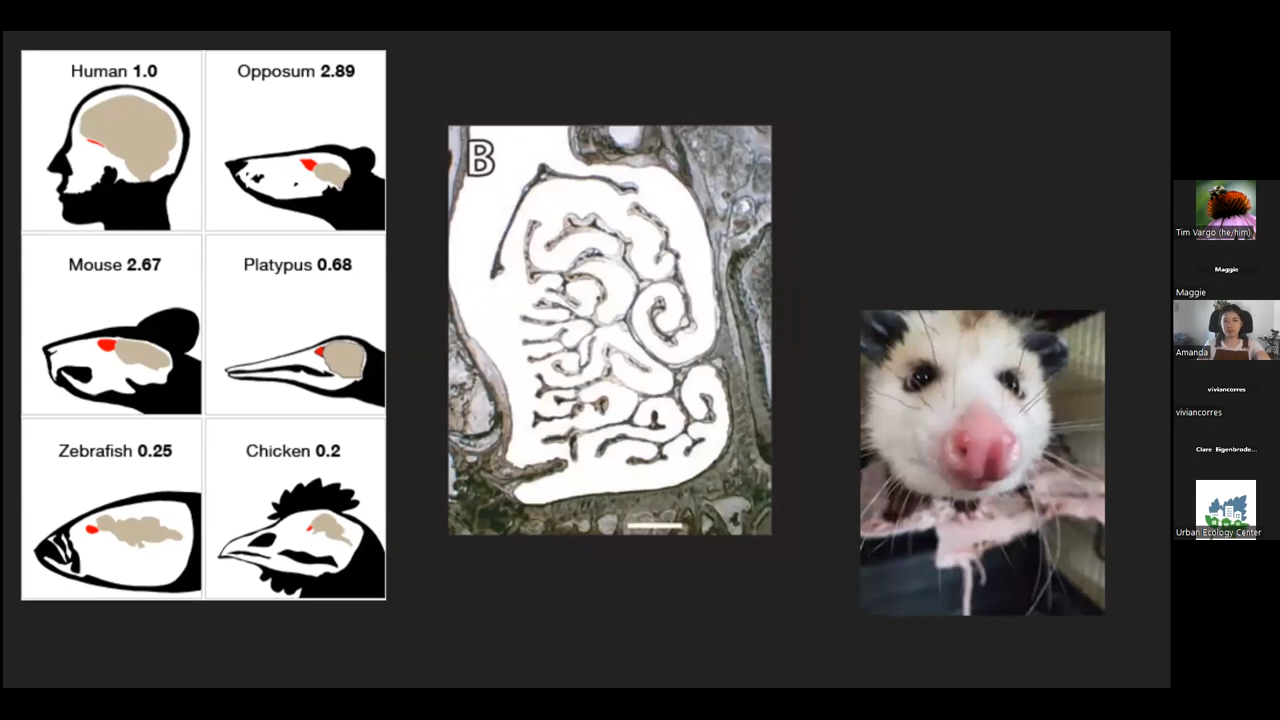 Human 1.0
Opposum 2.89
Mouse 2.67
Platypus 0.68
Zebrafish 0.25
Chicken 0.2
B
Tim Vargo (he/him)
Maggie
Maggie
Amanda
viviancorres
viviancorres
Clare Eigenbrode...
Urban Ecology Center